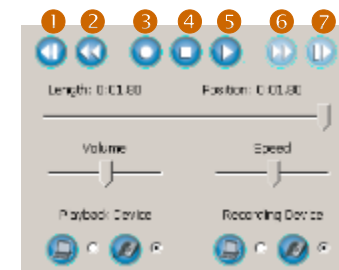 1 2 3 4 5 6 7
Length: 0:01.80 Position: 0:01.80
Volume Speed
Playback Device Recording Device